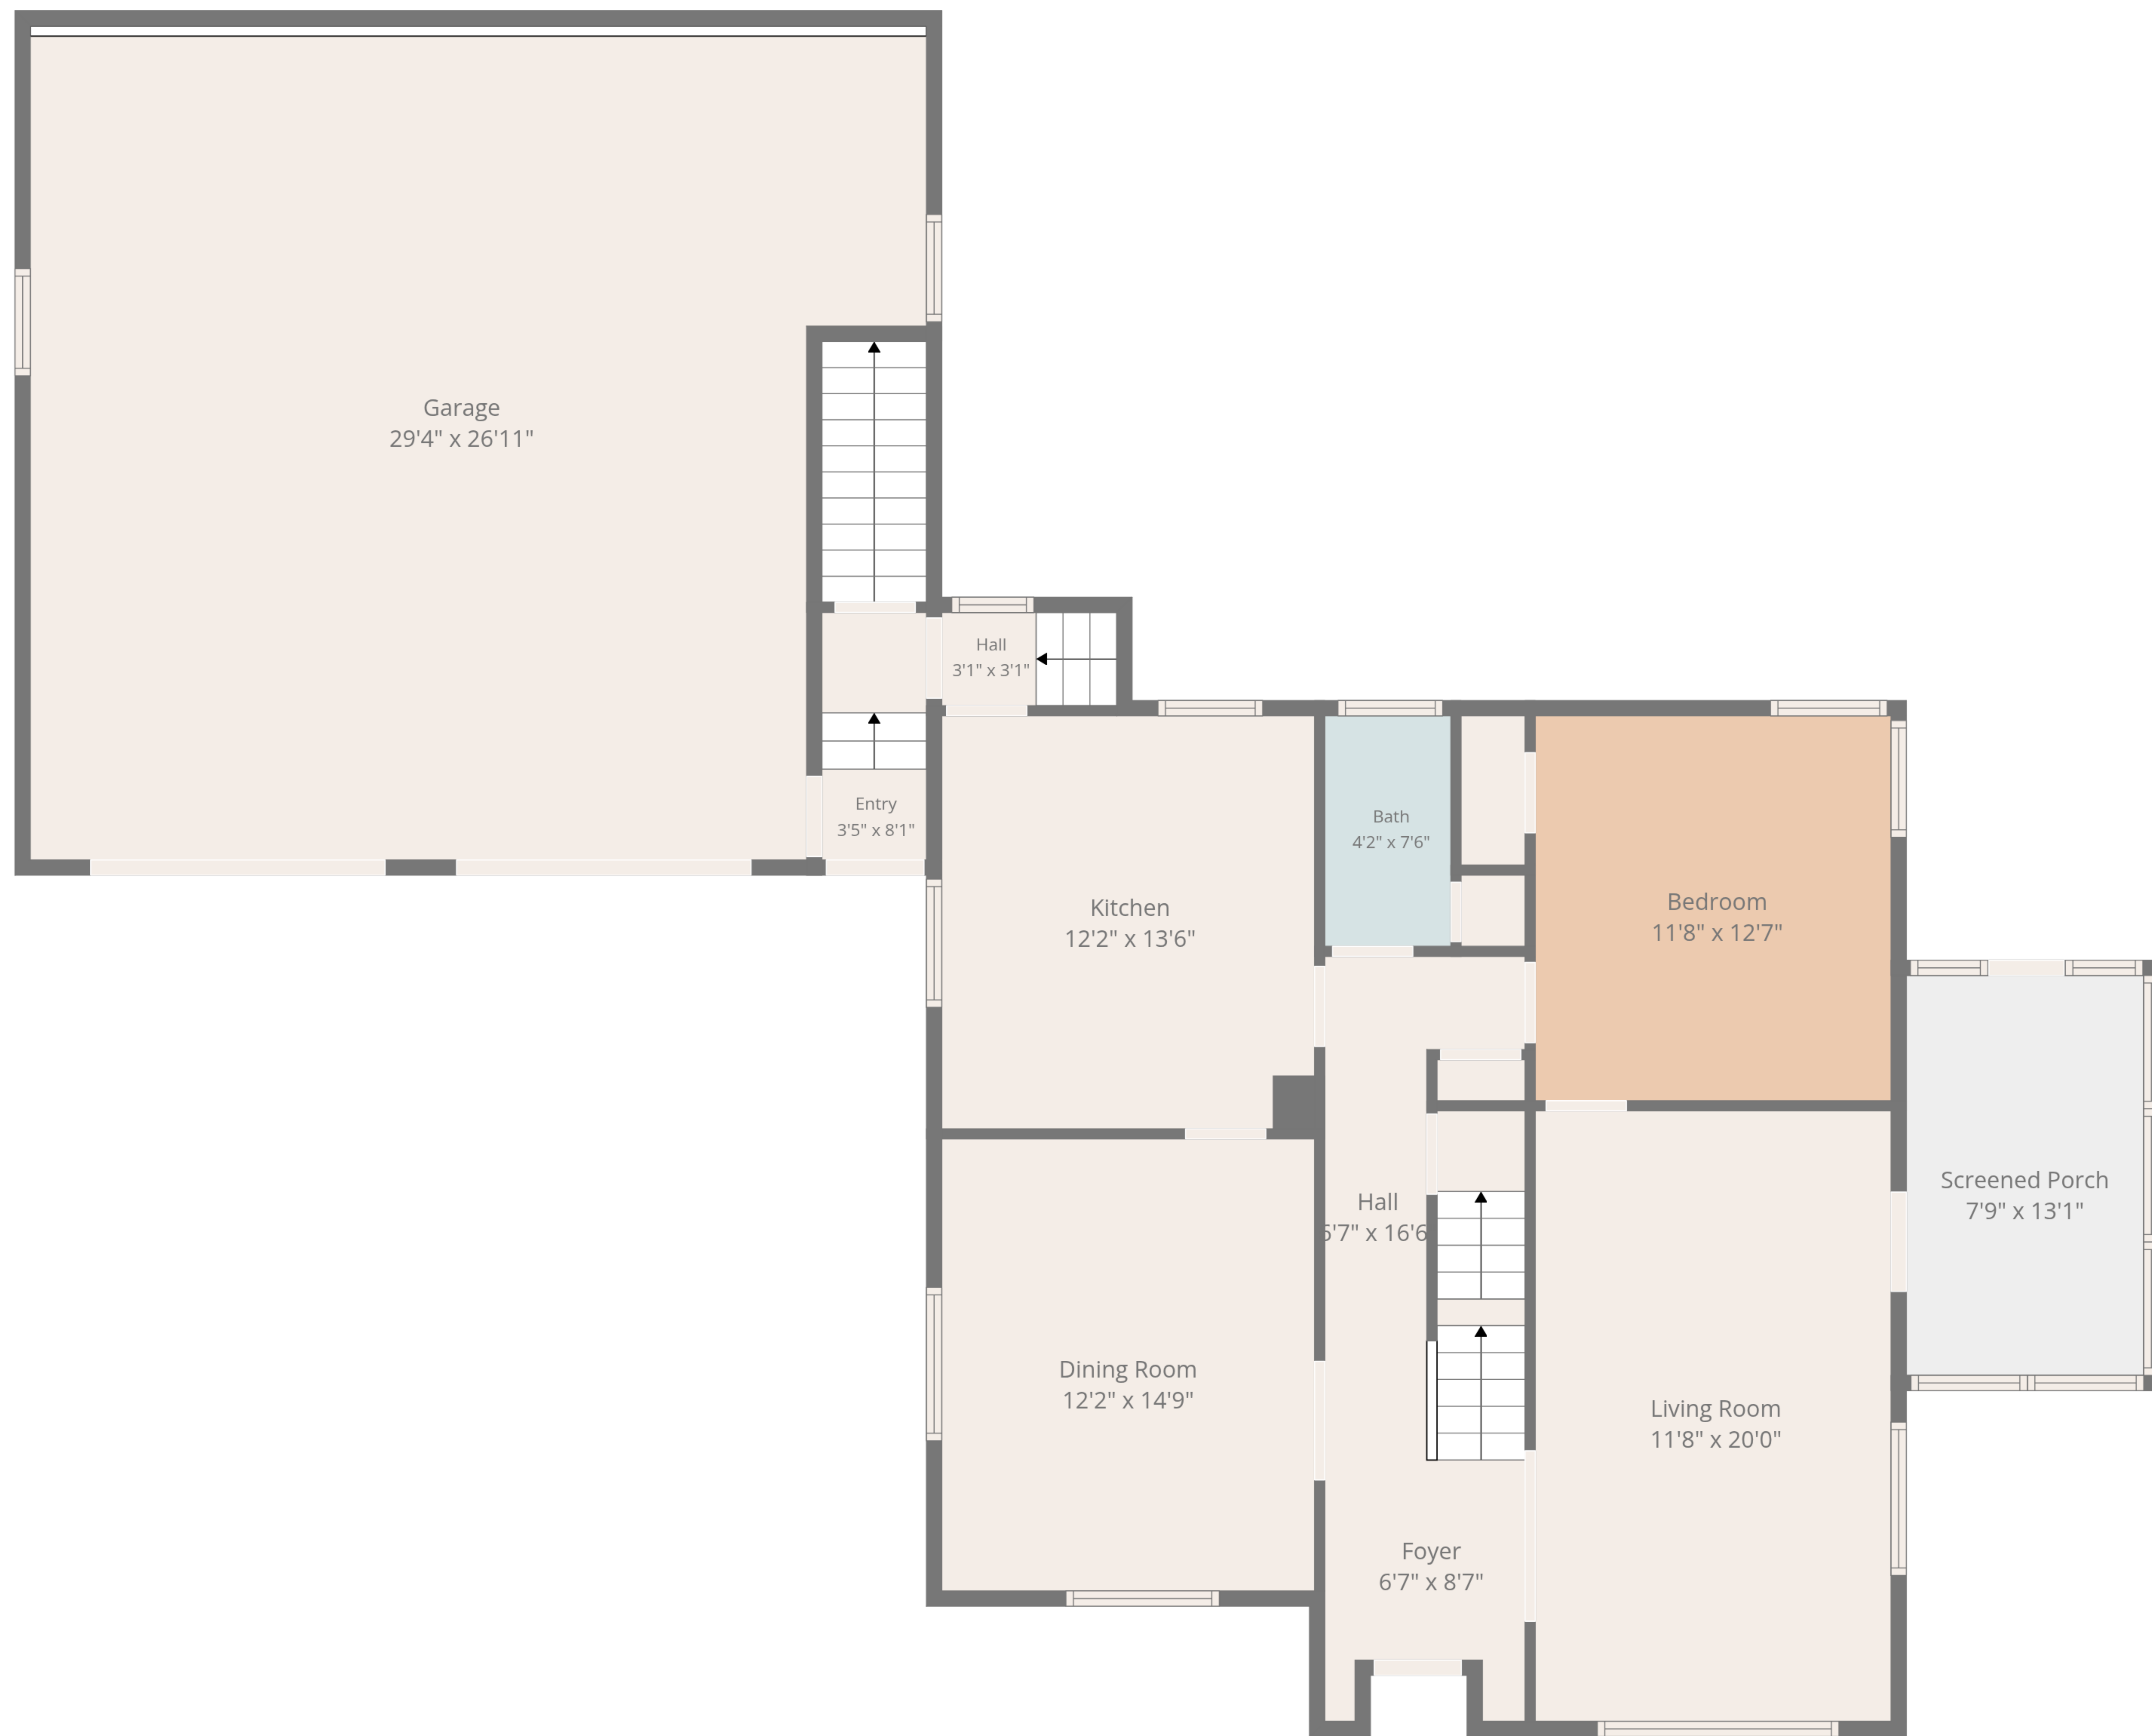 Garage
29'4" x 26'11"
Hall
3'1" x 3'1"
Entry
3'5" x 8'1"
Bath
4'2" x 7'6"
Kitchen
12'2" x 13'6"
Bedroom
11'8" x 12'7"
Screened Porch
7'9" x 13'1"
Hall
x 16'6
Dining Room
12'2" x 14'9"
Living Room
11'8" x 20'0"
Foyer
6'7" x 8'7"